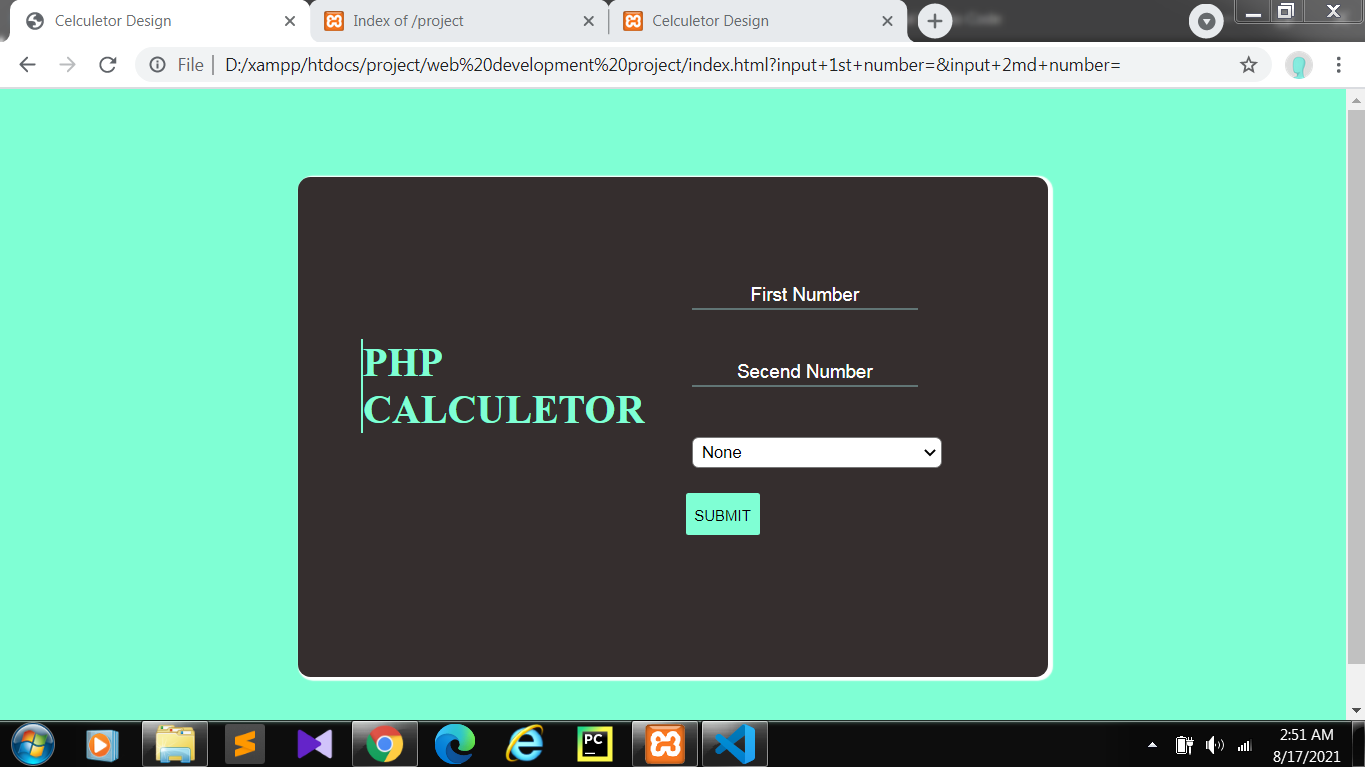 Celculetor Design
Index of /project
Celculetor Design
Code
File
D:/xampp/htdocs/project/web%20development%20project/index.html?input+1st+number=&input+2md+number=
First Number
PHP
CALCULETOR
Secend Number
None
SUBMIT
PC
2:51 AM
8/17/2021